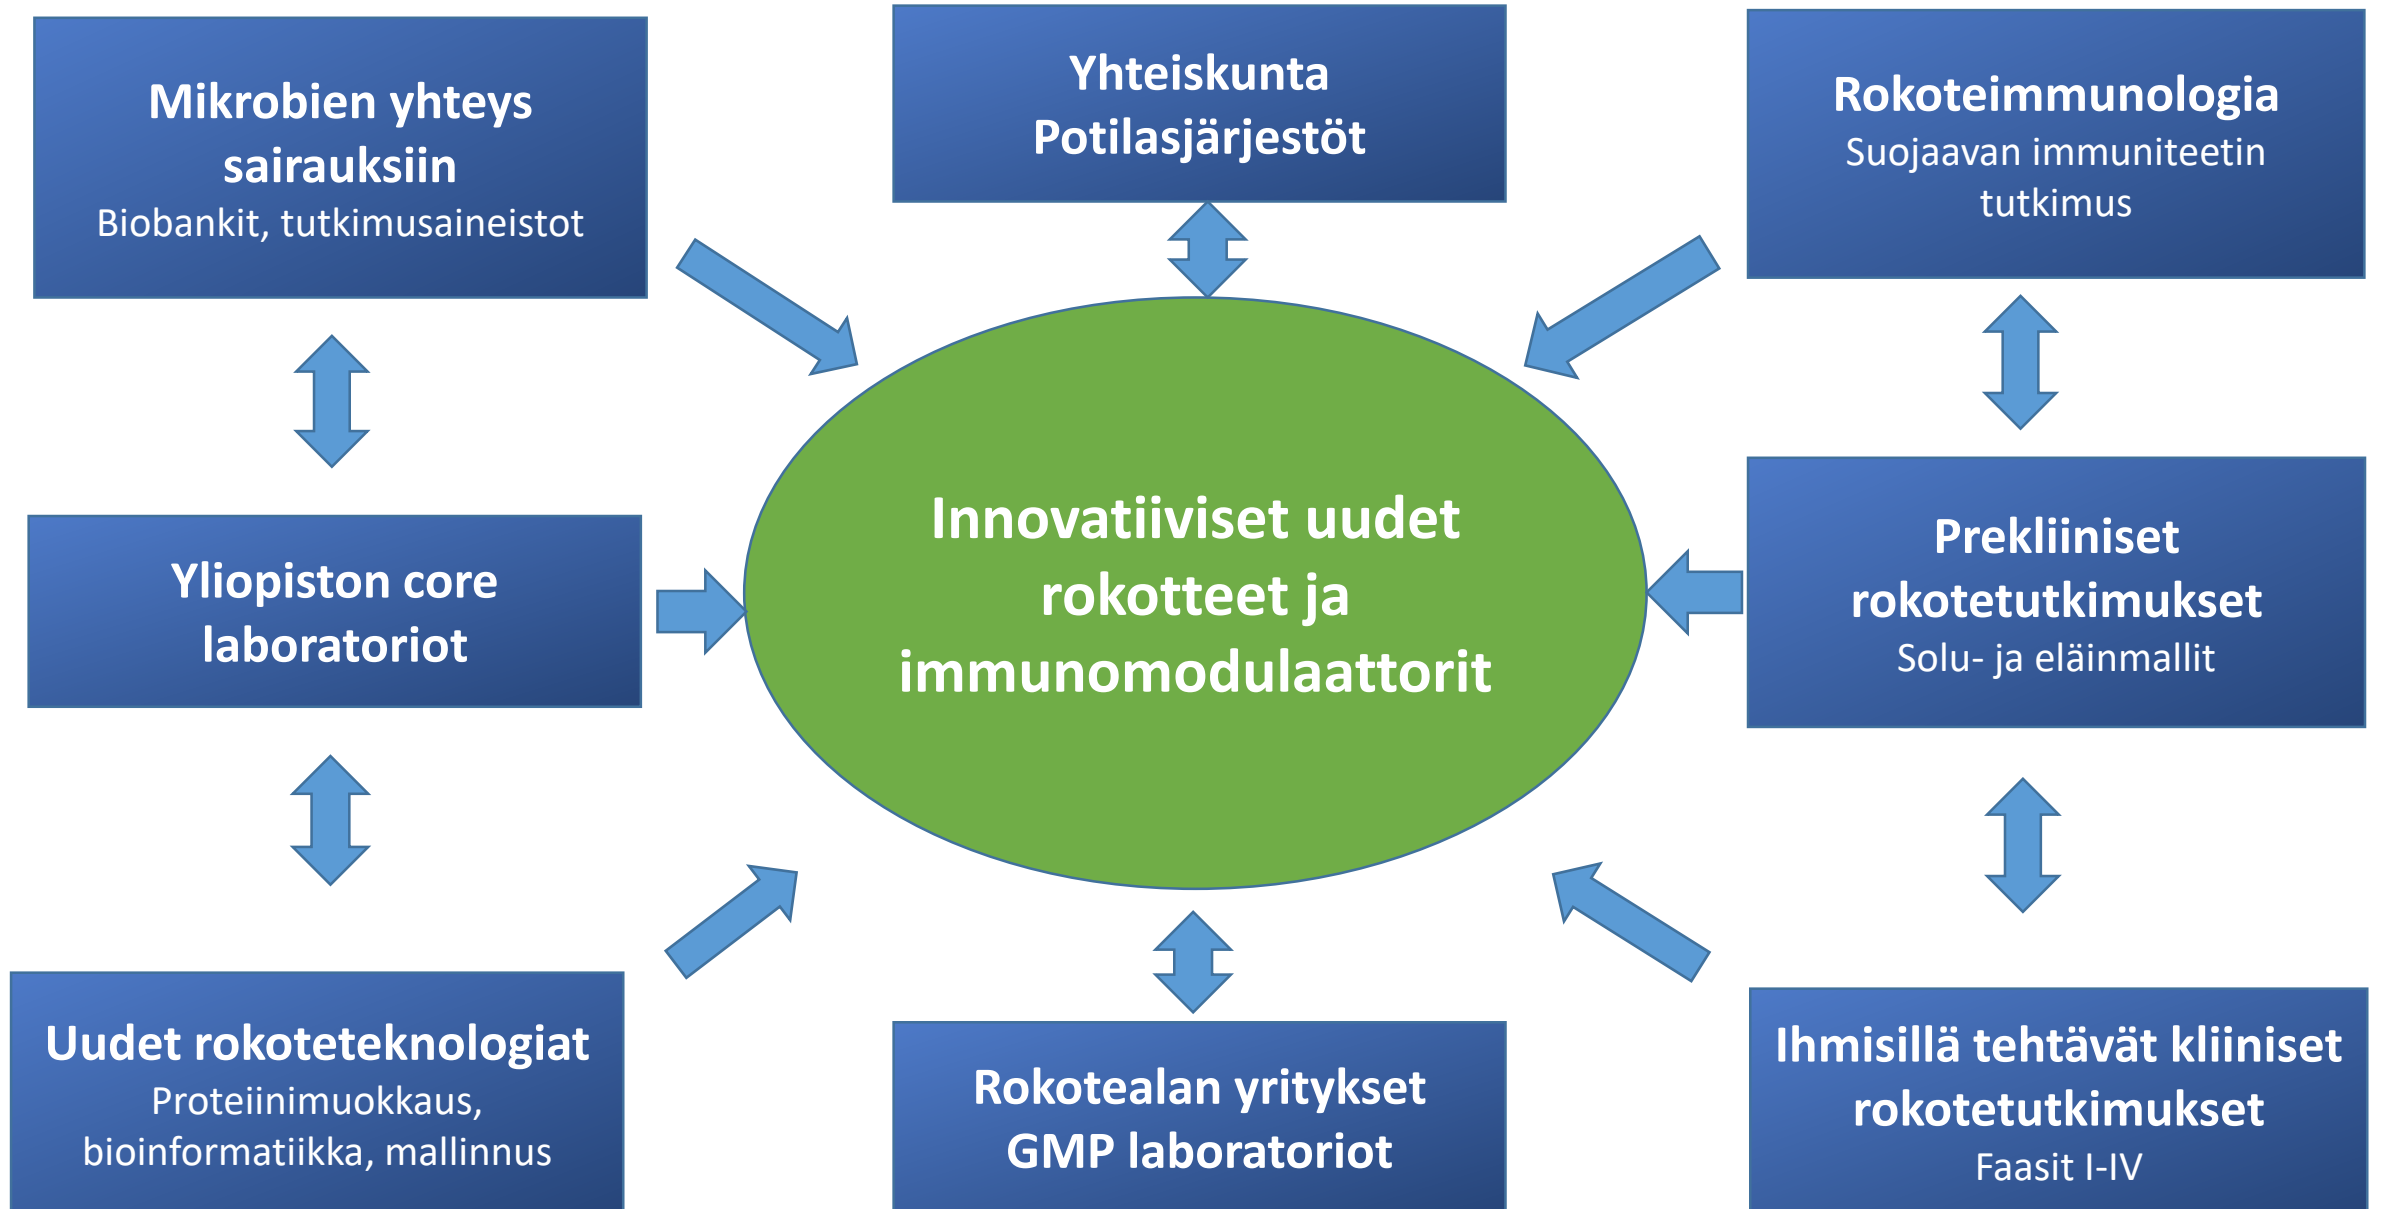 Mikrobien yhteys
sairauksiin
Biobankit, tutkimusaineistot
Yhteiskunta
Potilasjärjestöt
Rokoteimmunologia
Suojaavan immuniteetin
tutkimus
Yliopiston core
laboratoriot
Innovatiiviset uudet
rokotteet ja
immunomodulaattorit
Prekliiniset
rokotetutkimukset
Solu- ja eläinmallit
Uudet rokoteteknologiat
Proteiinimuokkaus,
bioinformatiikka, mallinnus
Rokotealan yritykset
GMP laboratoriot
Ihmisillä tehtävät kliiniset
rokotetutkimukset
Faasit I-IV